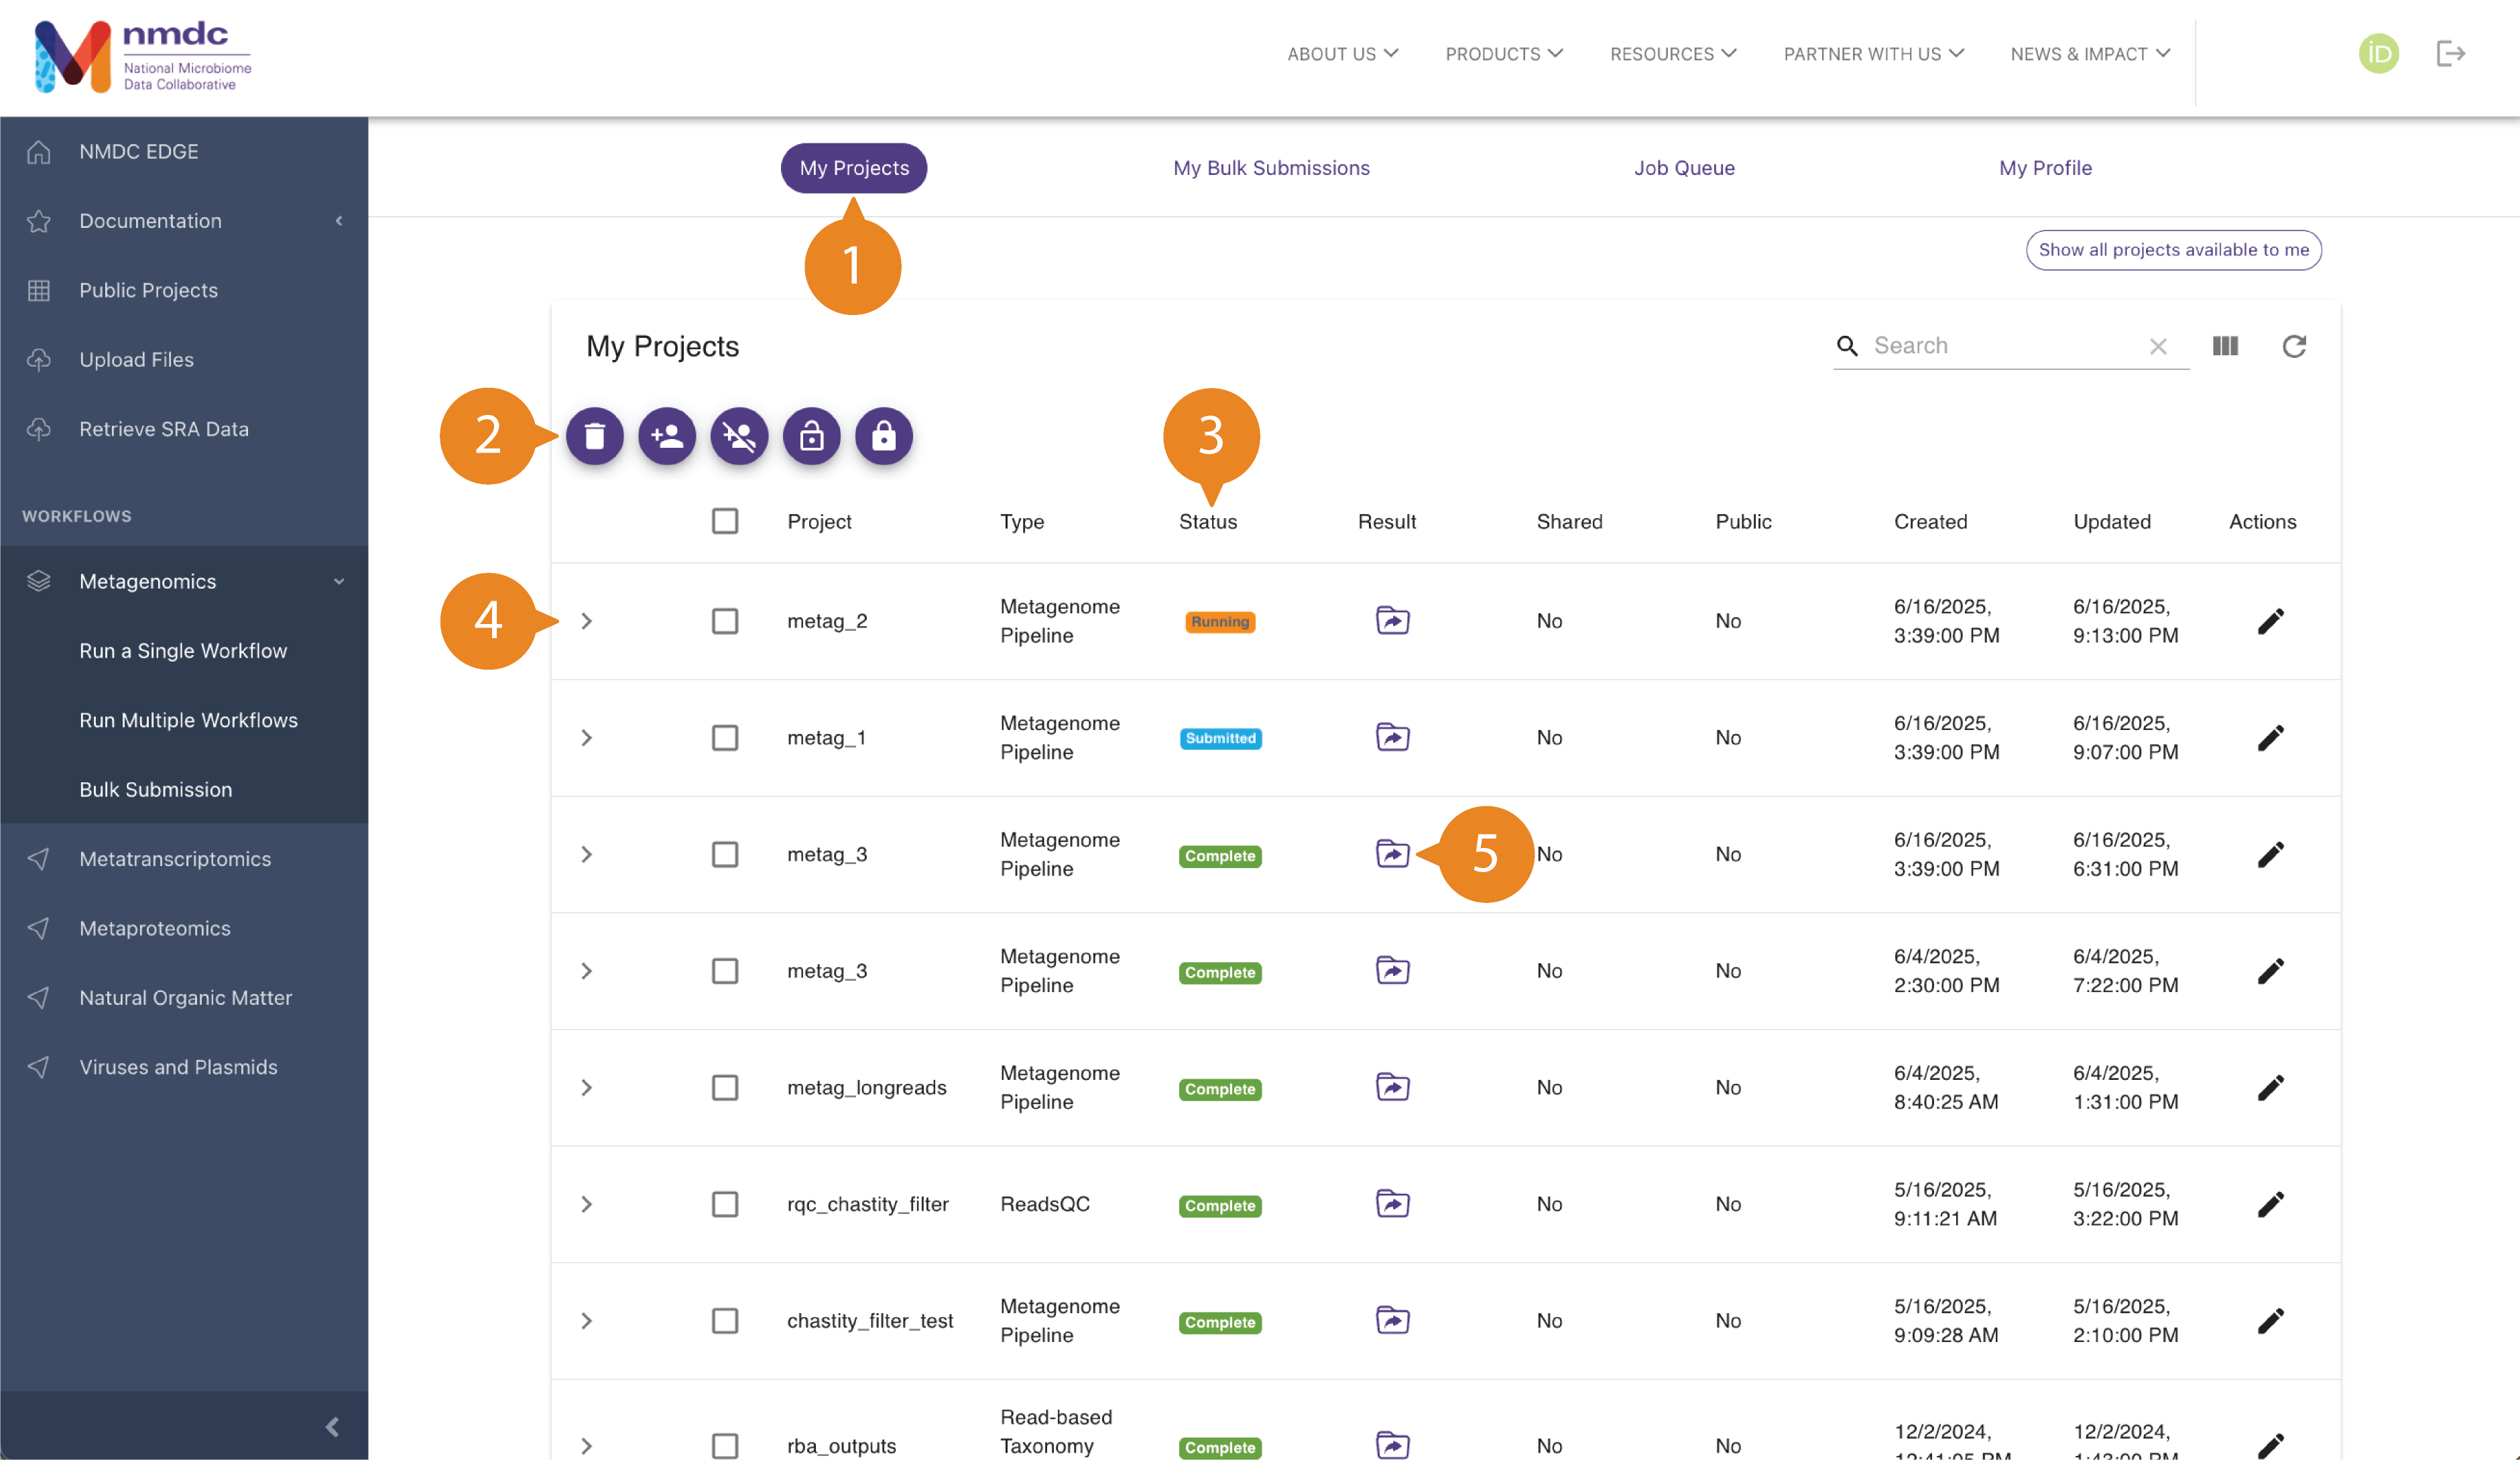 nmdc
National Microbiome
Data Collaborative
ABOUT US
PRODUCTS
RESOURCES
PARTNER WITH US
NEWS & IMPACT
iD
NMDC EDGE
Documentation
Public Projects
Upload Files
Retrieve SRA Data
WORKFLOWS
Metagenomics
Run a Single Workflow
Run Multiple Workflows
Bulk Submission
Metatranscriptomics
Metaproteomics
Natural Organic Matter
Viruses and Plasmids
My Projects
My Bulk Submissions
Job Queue
My Profile
1
Show all projects available to me
My Projects
Search
2
3
Project Type Status Result Shared Public Created Updated Actions
4
metag_2 Metagenome Pipeline Running No No 6/16/2025, 3:39:00 PM 6/16/2025, 9:13:00 PM
metag_1 Metagenome Pipeline Submitted No No 6/16/2025, 3:39:00 PM 6/16/2025, 9:07:00 PM
metag_3 Metagenome Pipeline Complete 5 No No 6/16/2025, 3:39:00 PM 6/16/2025, 6:31:00 PM
metag_3 Metagenome Pipeline Complete No No 6/4/2025, 2:30:00 PM 6/4/2025, 7:22:00 PM
metag_longreads Metagenome Pipeline Complete No No 6/4/2025, 8:40:25 AM 6/4/2025, 1:31:00 PM
rqc_chastity_filter ReadsQC Complete No No 5/16/2025, 9:11:21 AM 5/16/2025, 3:22:00 PM
chastity_filter_test Metagenome Pipeline Complete No No 5/16/2025, 9:09:28 AM 5/16/2025, 2:10:00 PM
rba_outputs Read-based Taxonomy Complete No No 12/2/2024, 12/2/2024,